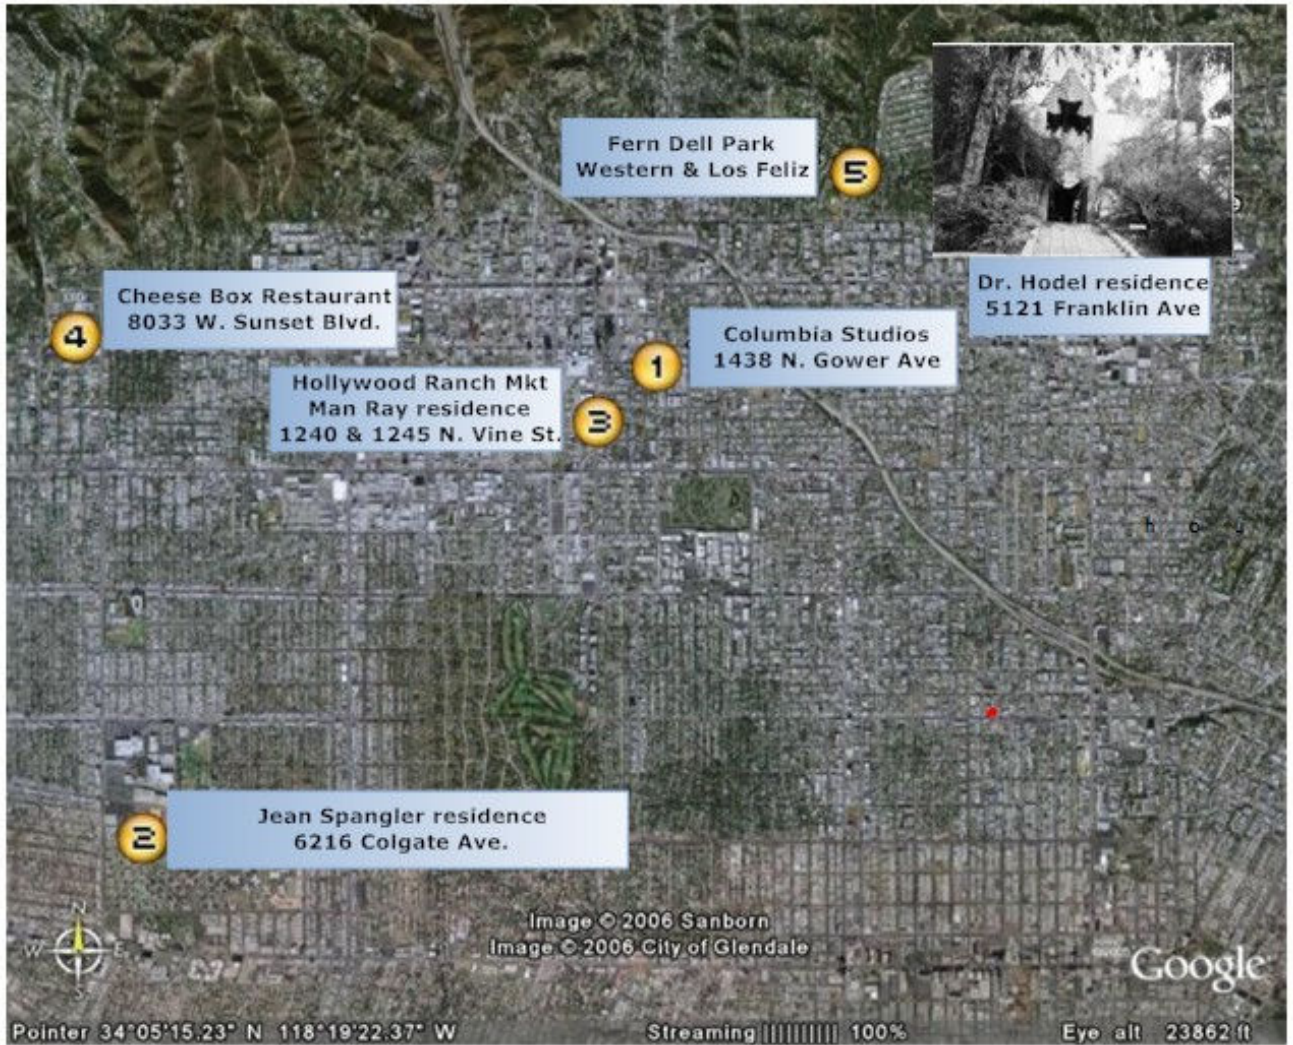 Fern Dell Park
Western & Los Feliz
5
e
Cheese Box Restaurant
8033 W. Sunset Blvd.
4
Dr. Hodel residence
5121 Franklin Ave
Columbia Studios
1438 N. Gower Ave
1
Hollywood Ranch Mkt
Man Ray residence
1240 & 1245 N. Vine St.
3
h o u
Jean Spangler residence
6216 Colgate Ave.
2
N
W E
S
Image © 2006 Sanborn
Image © 2006 City of Glendale
Google
Pointer 34°05'15.23" N 118°19'22.37" W
Streaming |||||||||| 100%
Eye alt 23862 ft